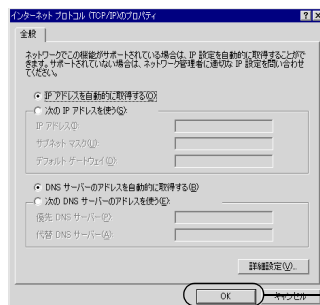 インターネット プロトコル (TCP/IP)のプロパティ
全般
ネットワークでこの機能がサポートされている場合は、IP 設定を自動的に取得することがで
きます。サポートされていない場合は、ネットワーク管理者に適切な IP 設定を問い合わせ
てください。
IP アドレスを自動的に取得する(O)
次の IP アドレスを使う(S):
IP アドレス(I):
サブネット マスク(U):
デフォルト ゲートウェイ(D):
DNS サーバーのアドレスを自動的に取得する(B)
次の DNS サーバーのアドレスを使う(E):
優先 DNS サーバー(P):
代替 DNS サーバー(A):
詳細設定(V)...
OK
キャンセル